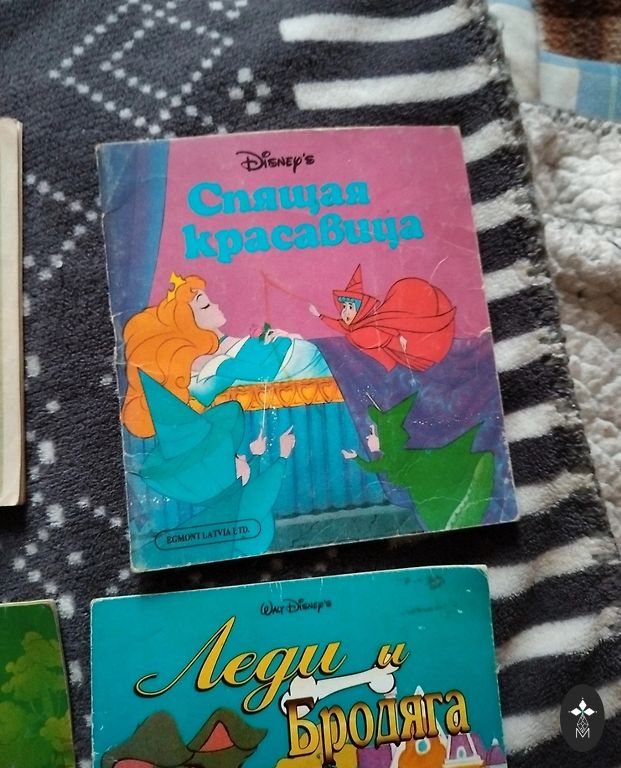 Disney's
Спящая
красавица
EGMONT LATVIA LTD.
Walt Disney's
Леди и
Бродяга
M